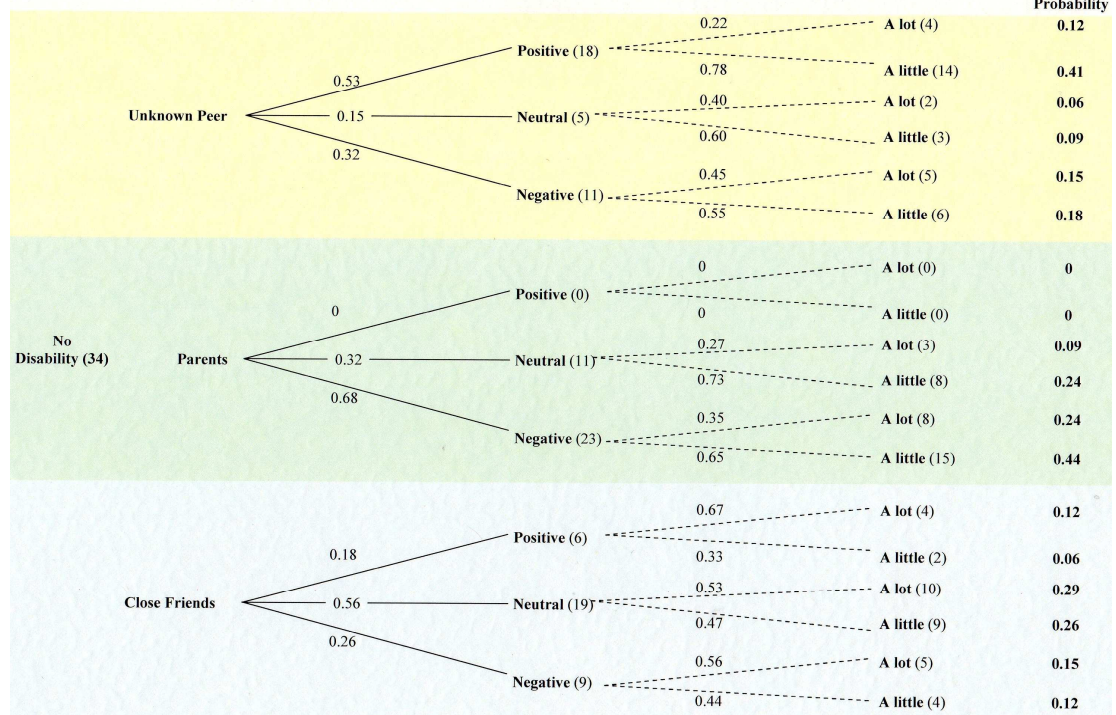 Probability
0.22 A lot (4) 0.12
Positive (18)
0.78 A little (14) 0.41
0.53
0.40 A lot (2) 0.06
Unknown Peer 0.15 Neutral (5)
0.60 A little (3) 0.09
0.32
0.45 A lot (5) 0.15
Negative (11)
0.55 A little (6) 0.18
0 A lot (0) 0
Positive (0)
0 0 A little (0) 0
No
Disability (34)
0.27 A lot (3) 0.09
Parents 0.32 Neutral (11)
0.73 A little (8) 0.24
0.68
0.35 A lot (8) 0.24
Negative (23)
0.65 A little (15) 0.44
0.67 A lot (4) 0.12
Positive (6)
0.18 0.33 A little (2) 0.06
0.53 A lot (10) 0.29
Close Friends 0.56 Neutral (19)
0.47 A little (9) 0.26
0.26
0.56 A lot (5) 0.15
Negative (9)
0.44 A little (4) 0.12